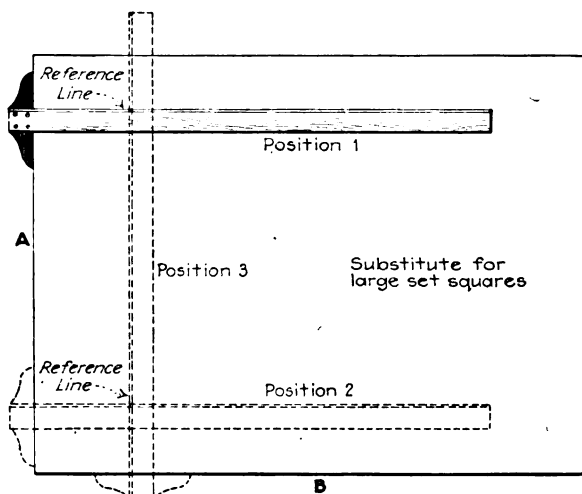 Reference
Line
Position 1
A
Position 3
Substitute for
large set squares
Reference
Line
Position 2
B